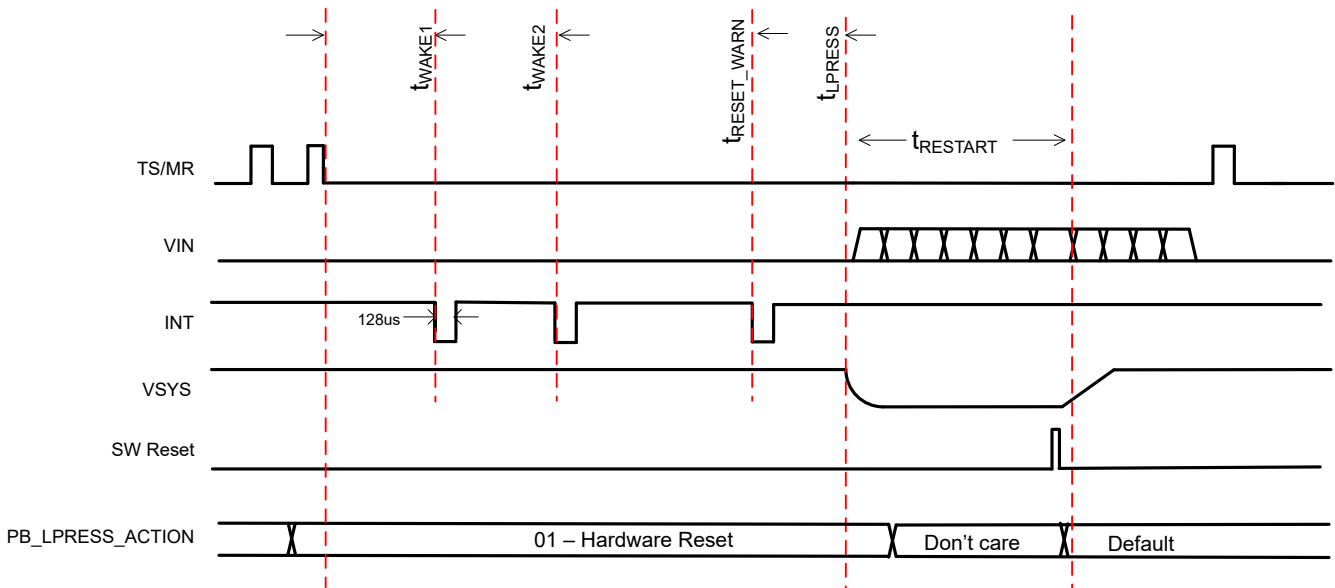 tWAKE1
tWAKE2
tRESET_WARN
tLPRESS
tRESTART
TS/MR
VIN
INT
128us
VSYS
SW Reset
PB_LPRESS_ACTION
01 – Hardware Reset
Don't care
Default